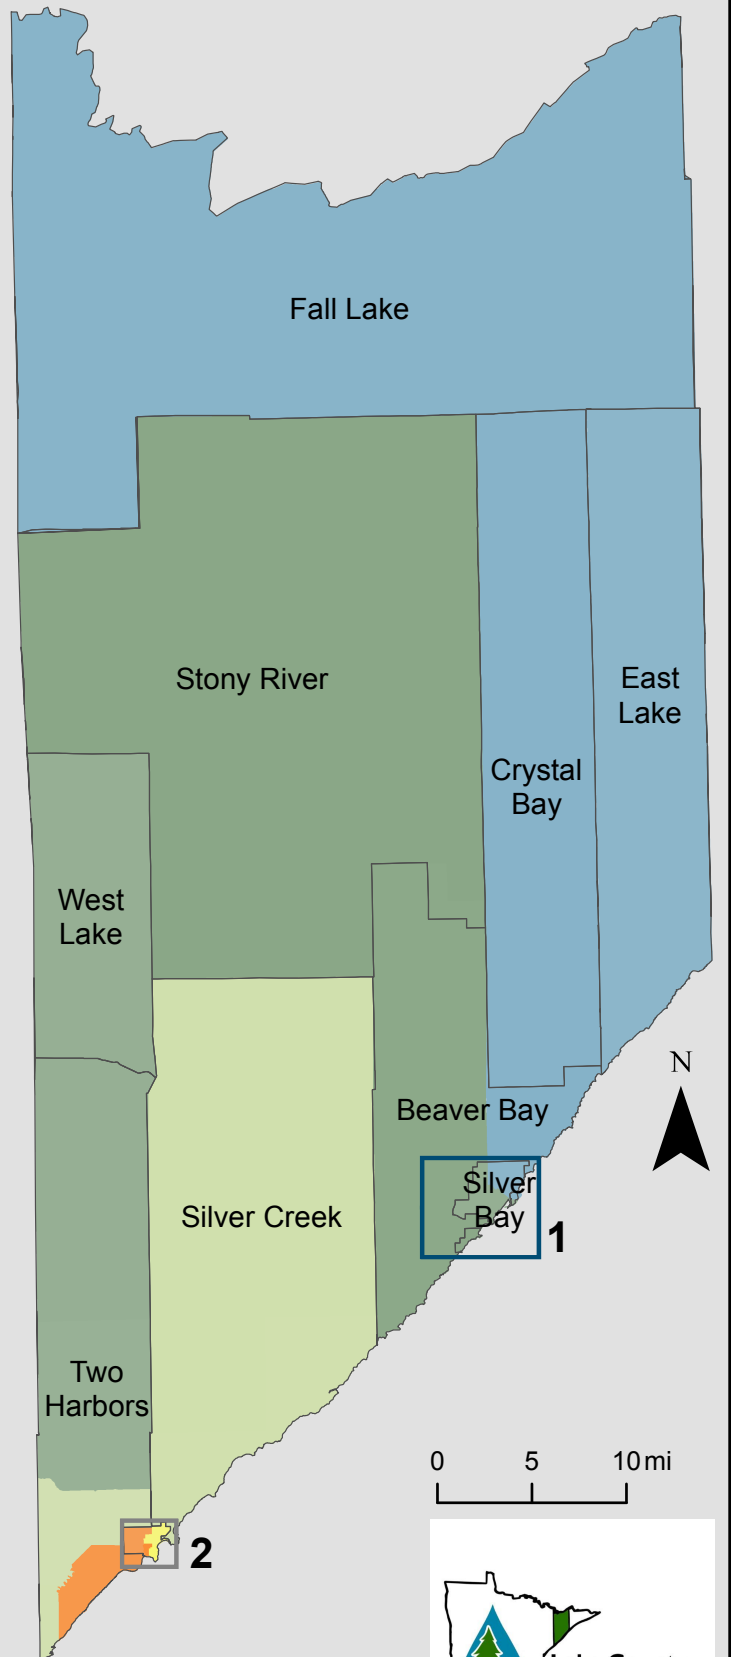 Fall Lake
Stony River
East
Lake
Crystal
Bay
West
Lake
N
Beaver Bay
Silver
Bay
1
Silver Creek
Two
Harbors
0 5 10 mi
2